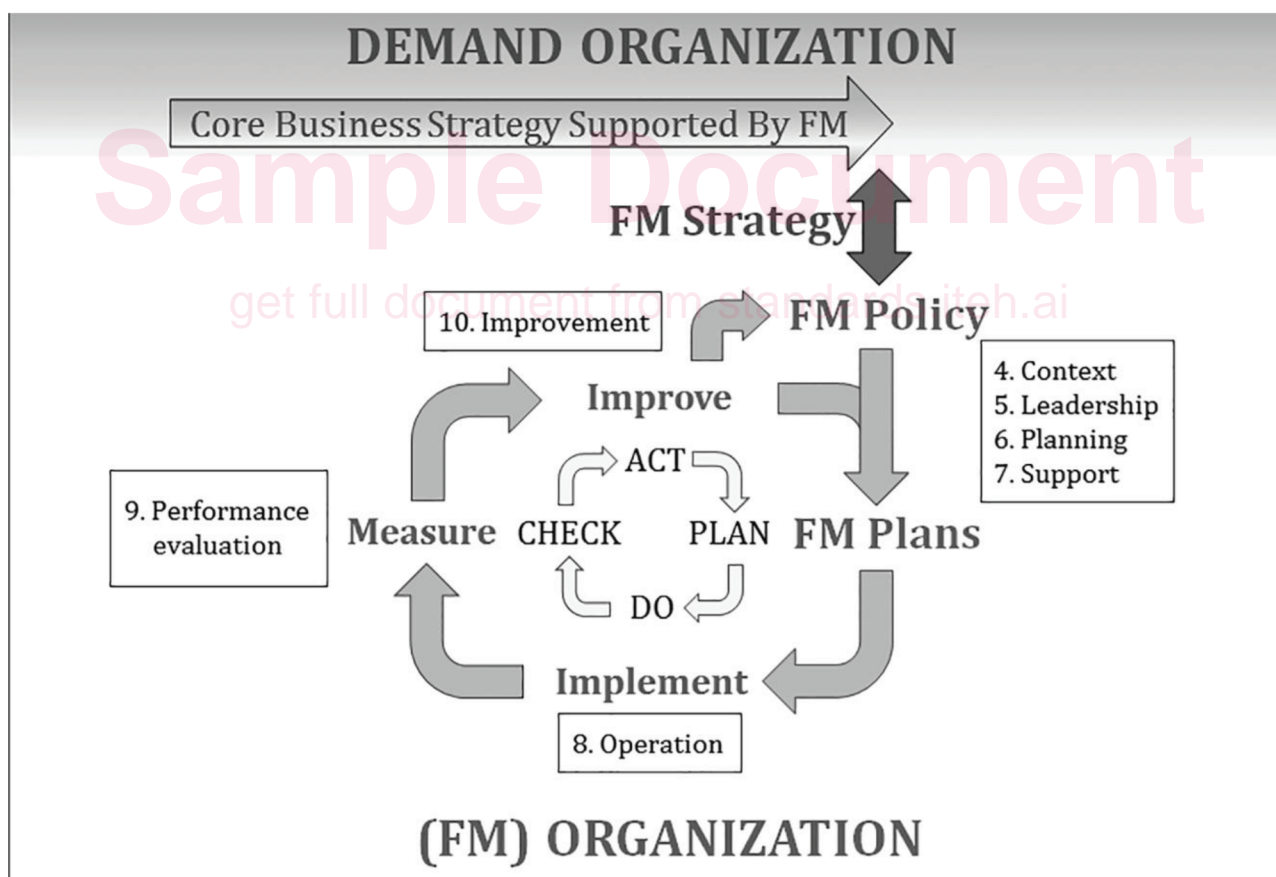 DEMAND ORGANIZATION
Core Business Strategy Supported By FM
Sample Document
FM Strategy
get full document from standards.iteh.ai
10. Improvement
FM Policy
4. Context
5. Leadership
6. Planning
7. Support
Improve
ACT
9. Performance
evaluation
Measure
CHECK
PLAN
FM Plans
DO
Implement
8. Operation
(FM) ORGANIZATION